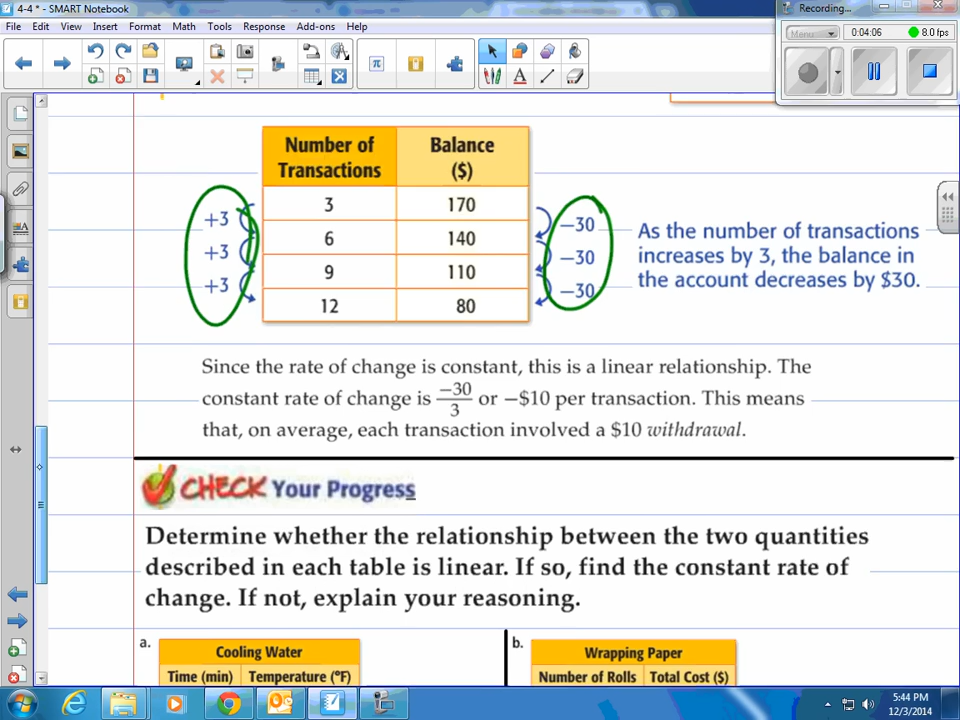 4-4 * - SMART Notebook
Recording...
File Edit View Insert Format Math Tools Response Add-ons Help
Menu 0:04:06 8.0 fps
Number of Transactions Balance ($)
3 170
+3 -30
6 140
+3 -30
9 110
+3 -30
12 80
As the number of transactions
increases by 3, the balance in
the account decreases by $30.
Since the rate of change is constant, this is a linear relationship. The
constant rate of change is -30/3 or -$10 per transaction. This means
that, on average, each transaction involved a $10 withdrawal.
CHECK Your Progress
Determine whether the relationship between the two quantities
described in each table is linear. If so, find the constant rate of
change. If not, explain your reasoning.
a. Cooling Water
Time (min) Temperature (°F)
b. Wrapping Paper
Number of Rolls Total Cost ($)
5:44 PM
12/3/2014